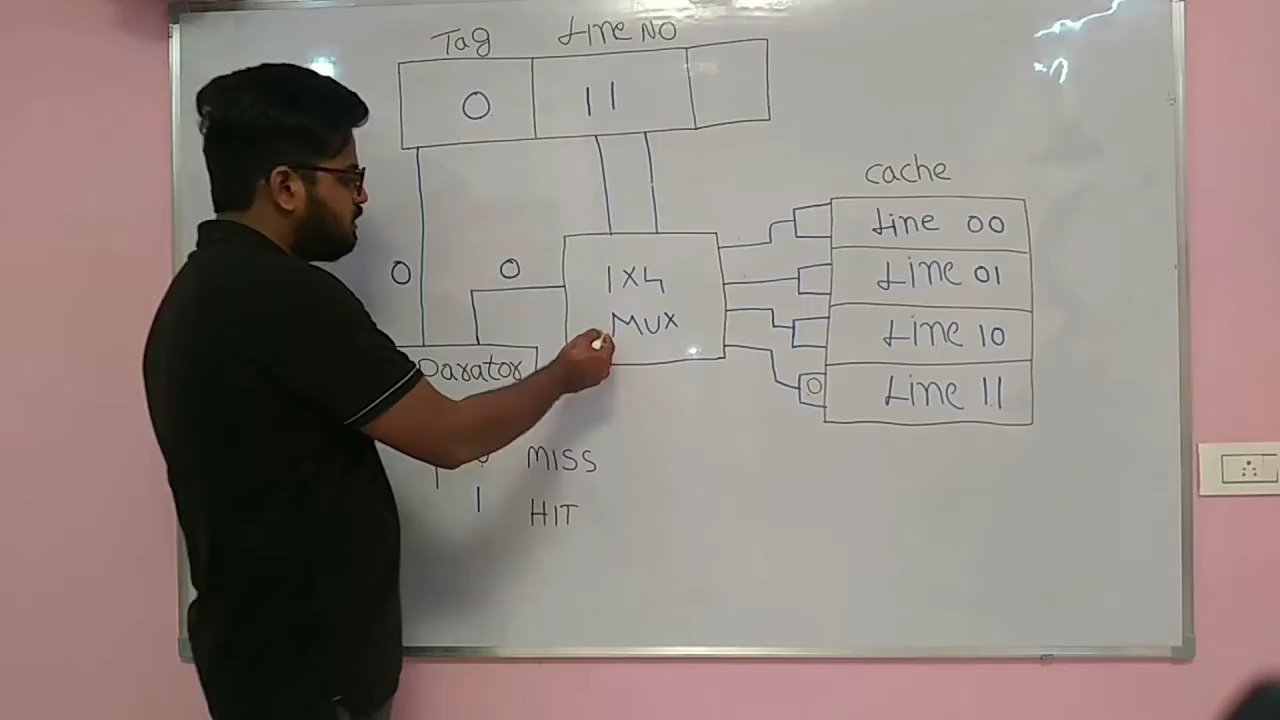 Tag Line NO
0 11
cache
Line 00
0 0 1X4 Line 01
MUX Line 10
parator 0 Line 11
0 MISS
1 HIT